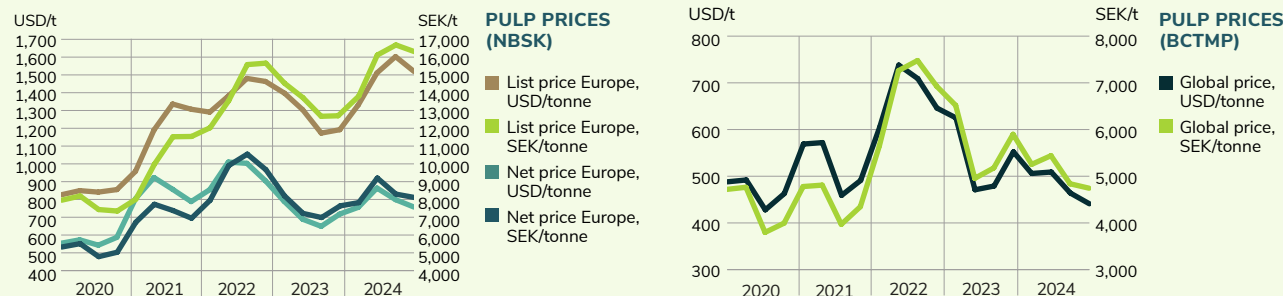 USD/t
SEK/t
PULP PRICES
(NBSK)
1,700
1,600
1,500
1,400
1,300
1,200
1,100
1,000
900
800
700
600
500
400
17,000
16,000
15,000
14,000
13,000
12,000
11,000
10,000
9,000
8,000
7,000
6,000
5,000
4,000
2020
2021
2022
2023
2024
List price Europe,
USD/tonne
List price Europe,
SEK/tonne
Net price Europe,
USD/tonne
Net price Europe,
SEK/tonne
USD/t
SEK/t
PULP PRICES
(BCTMP)
800
700
600
500
400
300
8,000
7,000
6,000
5,000
4,000
3,000
2020
2021
2022
2023
2024
Global price,
USD/tonne
Global price,
SEK/tonne